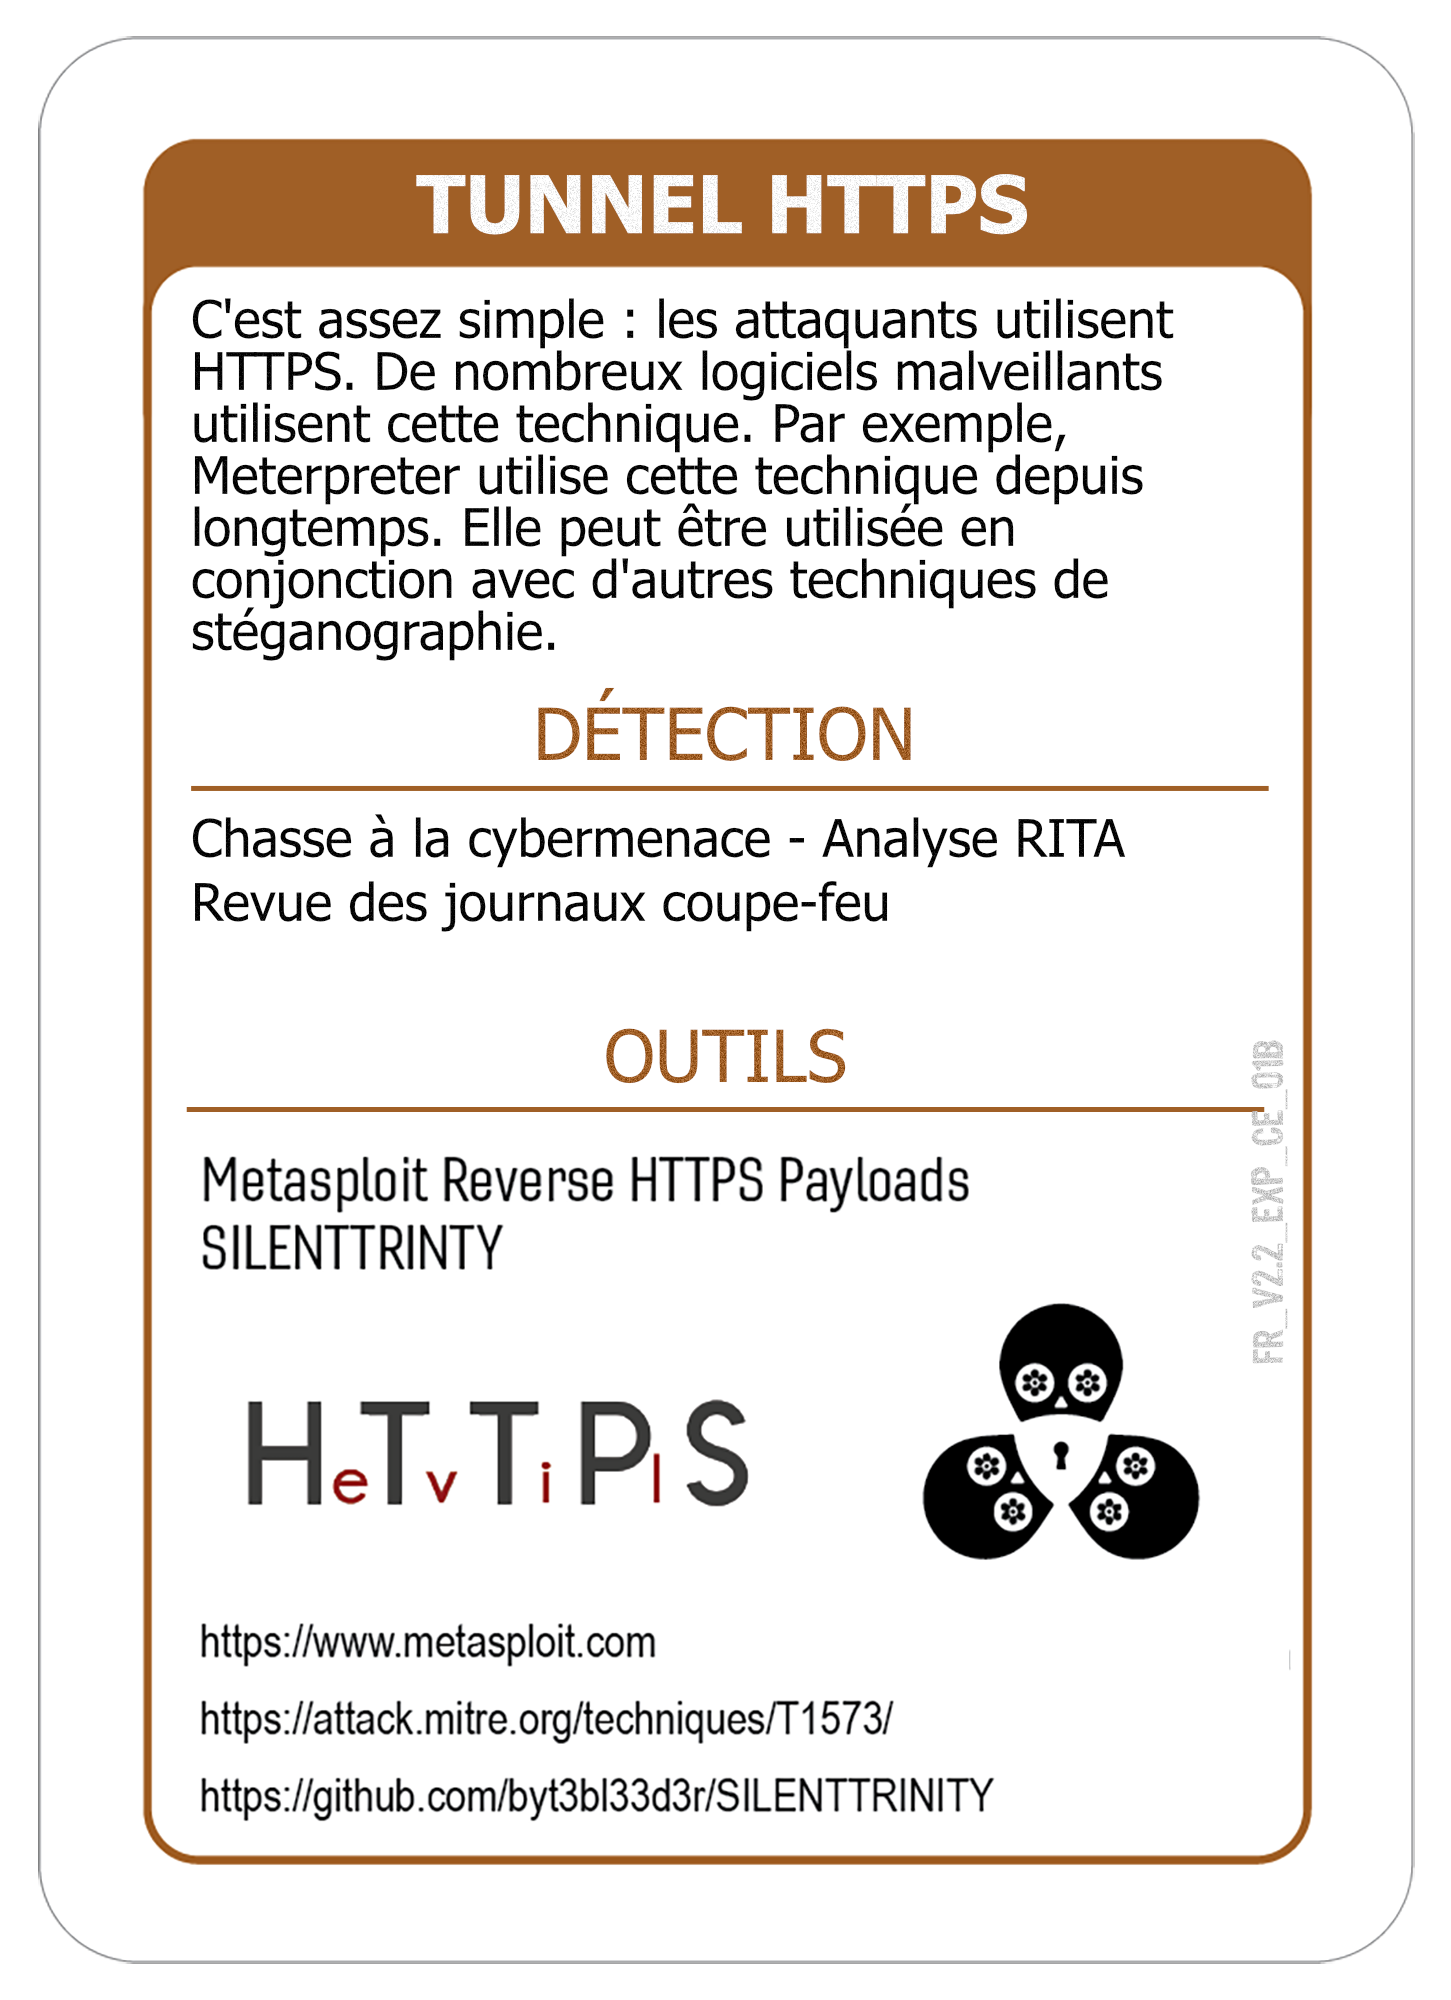 TUNNEL HTTPS
C'est assez simple : les attaquants utilisent
HTTPS. De nombreux logiciels malveillants
utilisent cette technique. Par exemple,
Meterpreter utilise cette technique depuis
longtemps. Elle peut être utilisée en
conjonction avec d'autres techniques de
stéganographie.
DÉTECTION
Chasse à la cybermenace - Analyse RITA
Revue des journaux coupe-feu
OUTILS
Metasploit Reverse HTTPS Payloads
SILENTTRINTY
HeTvTiPlS
https://www.metasploit.com
https://attack.mitre.org/techniques/T1573/
https://github.com/byt3bl33d3r/SILENTTRINITY
FR_V2.2_EXP_CE_01B